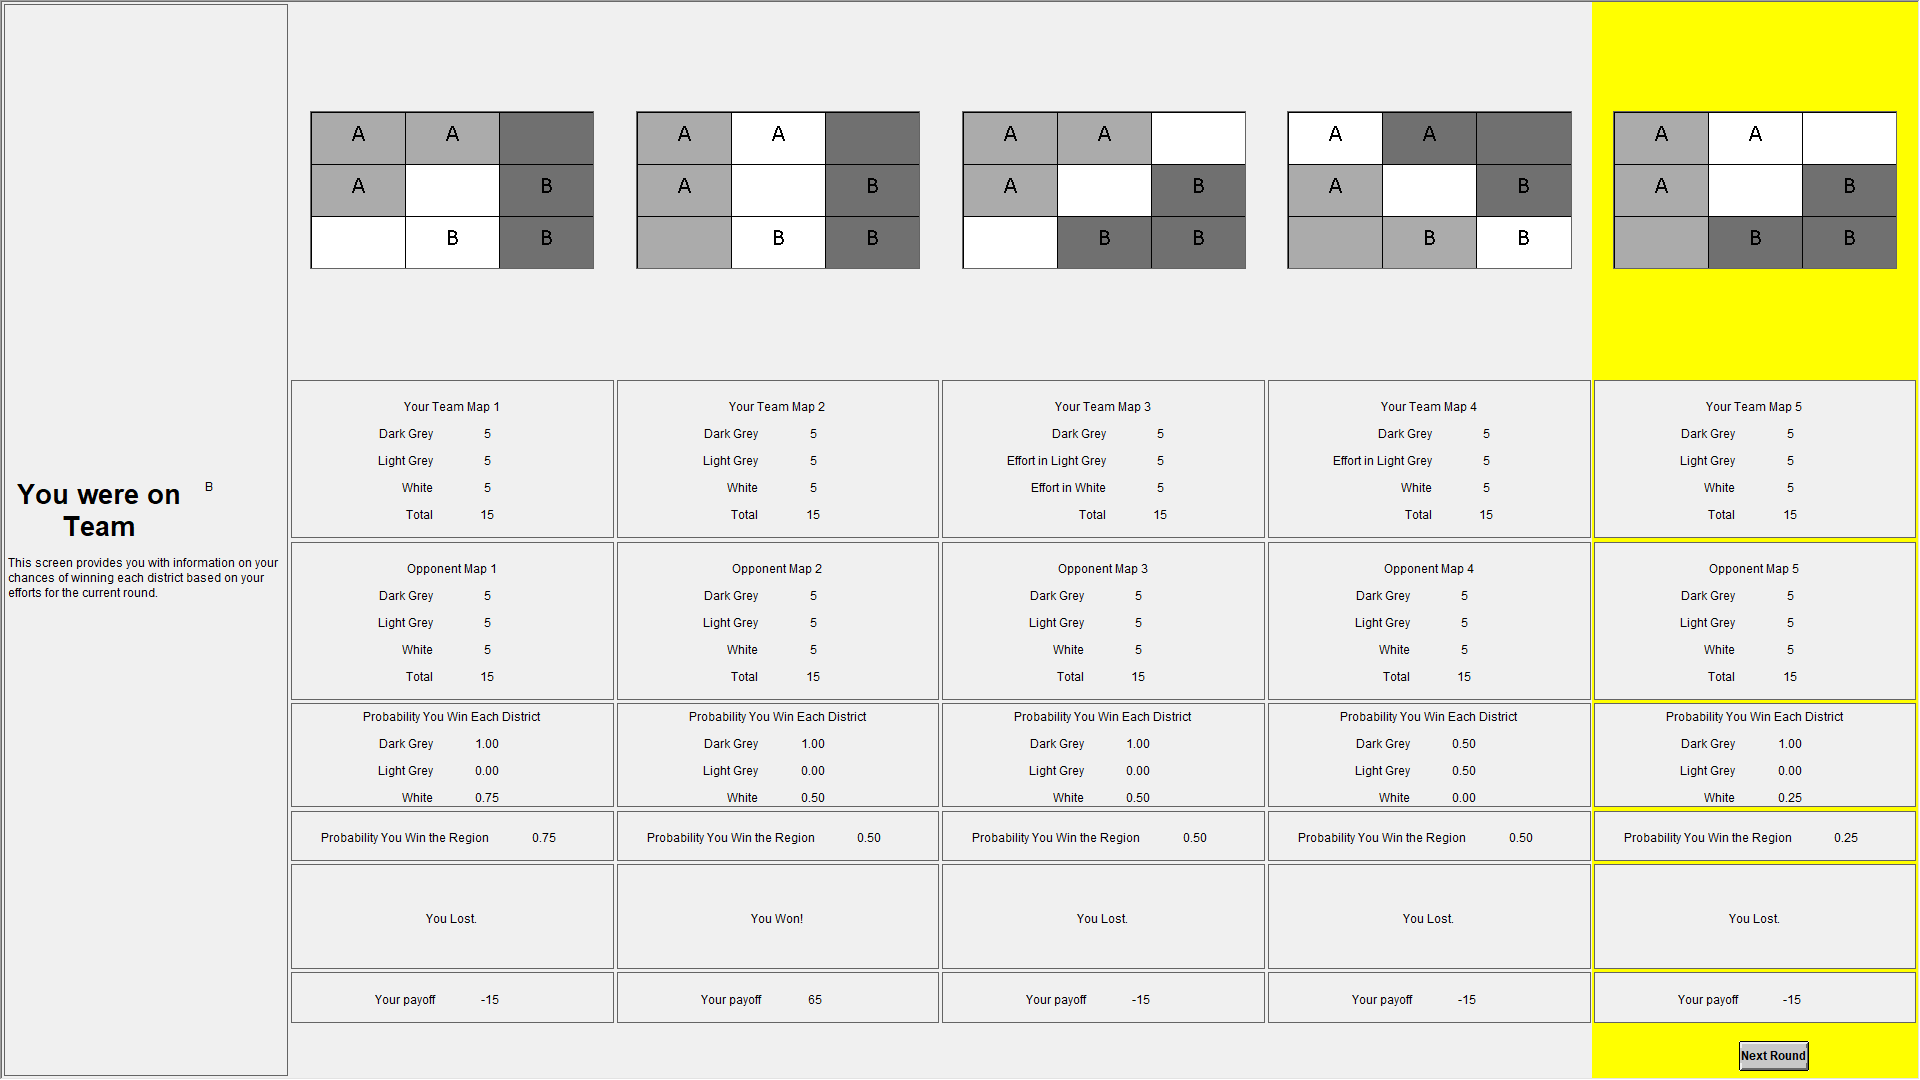 A A
A B
B B
A A
A B
B B
A A
A B
B B
A A
A B
B B
A A
A B
B B
You were on Team B
This screen provides you with information on your
chances of winning each district based on your
efforts for the current round.
Your Team Map 1
Dark Grey 5
Light Grey 5
White 5
Total 15
Your Team Map 2
Dark Grey 5
Light Grey 5
White 5
Total 15
Your Team Map 3
Dark Grey 5
Effort in Light Grey 5
Effort in White 5
Total 15
Your Team Map 4
Dark Grey 5
Effort in Light Grey 5
White 5
Total 15
Your Team Map 5
Dark Grey 5
Light Grey 5
White 5
Total 15
Opponent Map 1
Dark Grey 5
Light Grey 5
White 5
Total 15
Opponent Map 2
Dark Grey 5
Light Grey 5
White 5
Total 15
Opponent Map 3
Dark Grey 5
Light Grey 5
White 5
Total 15
Opponent Map 4
Dark Grey 5
Light Grey 5
White 5
Total 15
Opponent Map 5
Dark Grey 5
Light Grey 5
White 5
Total 15
Probability You Win Each District
Dark Grey 1.00
Light Grey 0.00
White 0.75
Probability You Win Each District
Dark Grey 1.00
Light Grey 0.00
White 0.50
Probability You Win Each District
Dark Grey 1.00
Light Grey 0.00
White 0.50
Probability You Win Each District
Dark Grey 0.50
Light Grey 0.50
White 0.00
Probability You Win Each District
Dark Grey 1.00
Light Grey 0.00
White 0.25
Probability You Win the Region 0.75
Probability You Win the Region 0.50
Probability You Win the Region 0.50
Probability You Win the Region 0.50
Probability You Win the Region 0.25
You Lost.
You Won!
You Lost.
You Lost.
You Lost.
Your payoff -15
Your payoff 65
Your payoff -15
Your payoff -15
Your payoff -15
Next Round